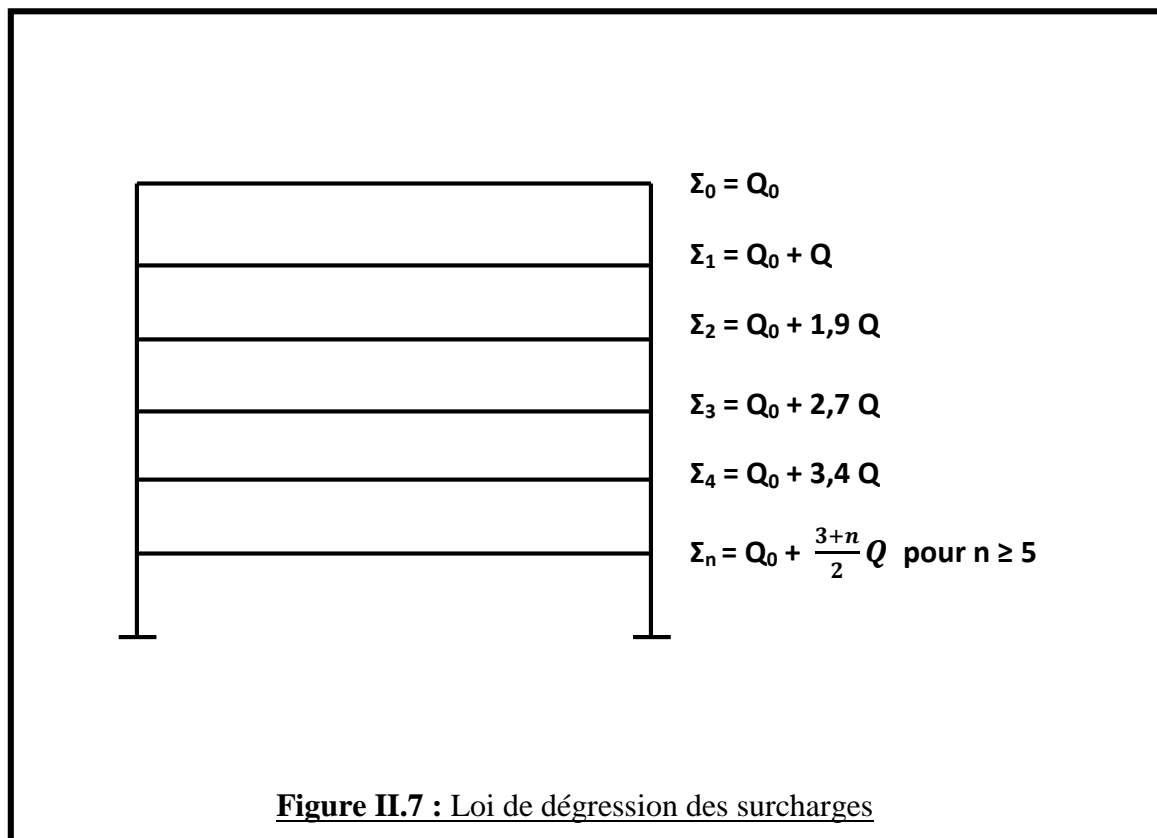 Σ₀ = Q₀
Σ₁ = Q₀ + Q
Σ₂ = Q₀ + 1,9 Q
Σ₃ = Q₀ + 2,7 Q
Σ₄ = Q₀ + 3,4 Q
Σₙ = Q₀ + (3+n)/2 Q pour n ≥ 5
Figure II.7 : Loi de dégression des surcharges